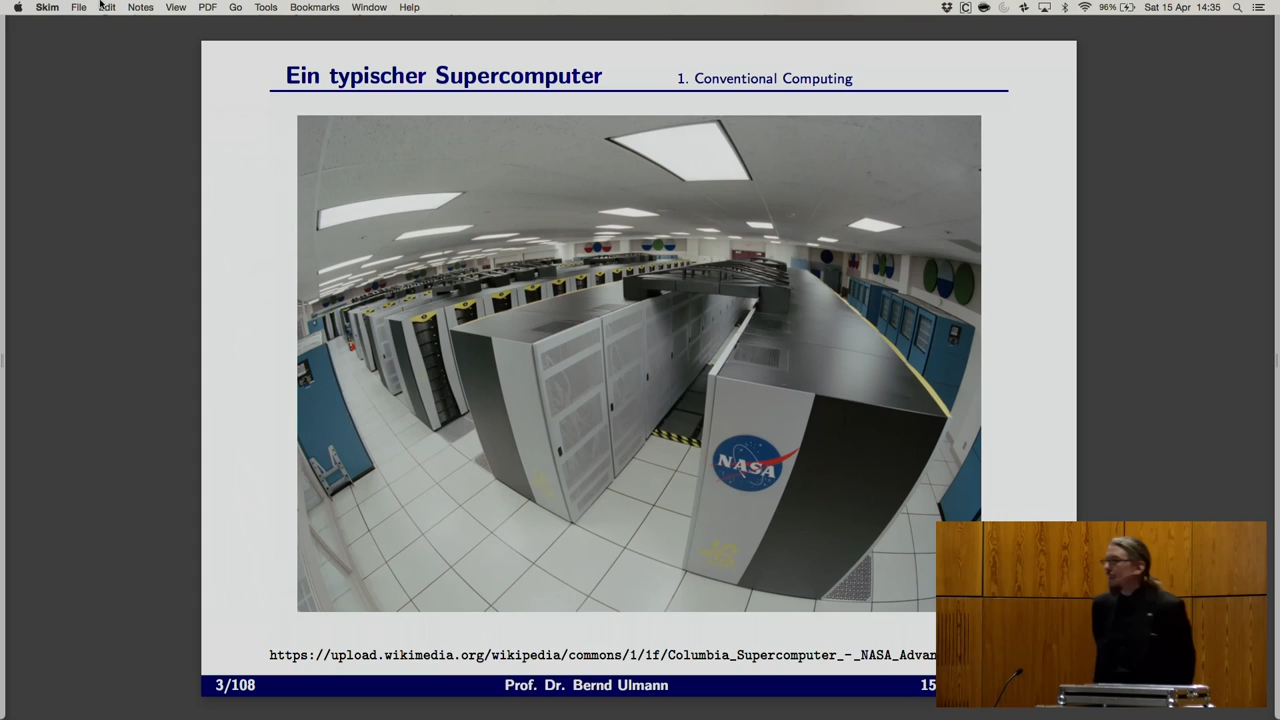 Skim File Edit Notes View PDF Go Tools Bookmarks Window Help 96% Sat 15 Apr 14:35
Ein typischer Supercomputer 1. Conventional Computing
NASA
https://upload.wikimedia.org/wikipedia/commons/1/1f/Columbia_Supercomputer_-_NASA_Advan
3/108 Prof. Dr. Bernd Ulmann 15